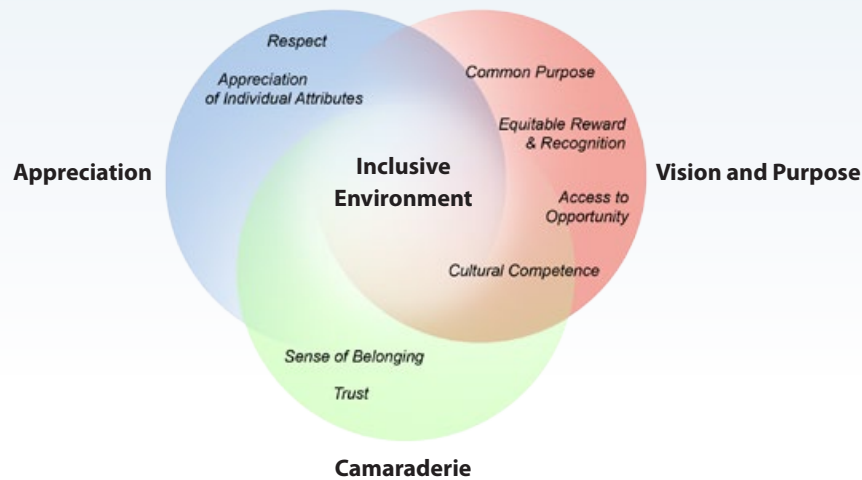 Respect
Appreciation
of Individual Attributes
Common Purpose
Equitable Reward
& Recognition
Appreciation
Inclusive
Environment
Vision and Purpose
Access to
Opportunity
Cultural Competence
Sense of Belonging
Trust
Camaraderie